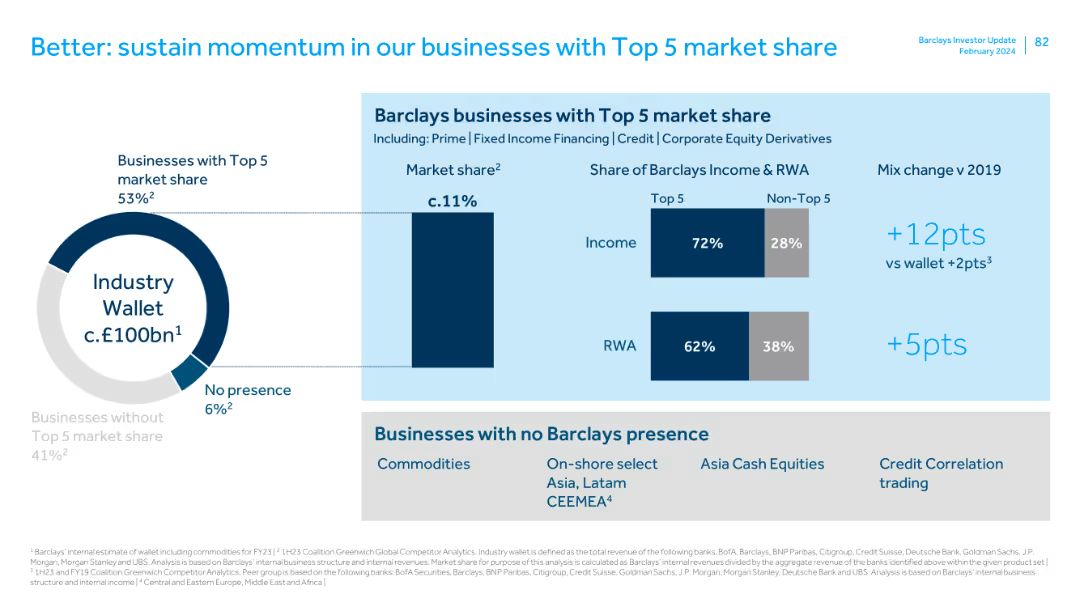 Better: sustain momentum in our businesses with Top 5 market share
Barclays Investor Update
February 2024
82
Businesses with Top 5
market share
53%²
Industry
Wallet
c.£100bn¹
No presence
6%²
Businesses without
Top 5 market share
41%²
Barclays businesses with Top 5 market share
Including: Prime | Fixed Income Financing | Credit | Corporate Equity Derivatives
Market share²
c.11%
Share of Barclays Income & RWA
Top 5
Non-Top 5
Income
72%
28%
RWA
62%
38%
Mix change v 2019
+12pts
vs wallet +2pts³
+5pts
Businesses with no Barclays presence
Commodities
On-shore select
Asia, Latam
CEEMEA⁴
Asia Cash Equities
Credit Correlation
trading
¹ Barclays' internal estimate of wallet including commodities for FY23 | ² 1H23 Coalition Greenwich Global Competitor Analytics. Industry wallet is defined as the total revenue of the following banks. BofA, Barclays, BNP Paribas, Citigroup, Credit Suisse, Deutsche Bank, Goldman Sachs, J.P.
Morgan, Morgan Stanley and UBS. Analysis is based on Barclays' internal business structure and internal revenues. Market share for purpose of this analysis is calculated as Barclays' internal revenues divided by the aggregate revenue of the banks identified above within the given product set |
³ 1H23 and FY19 Coalition Greenwich Competitor Analytics. Peer group is based on the following banks: BofA Securities, Barclays, BNP Paribas, Citigroup, Credit Suisse, Goldman Sachs, J.P. Morgan, Morgan Stanley, Deutsche Bank and UBS. Analysis is based on Barclays' internal business
structure and internal income | ⁴ Central and Eastern Europe, Middle East and Africa |